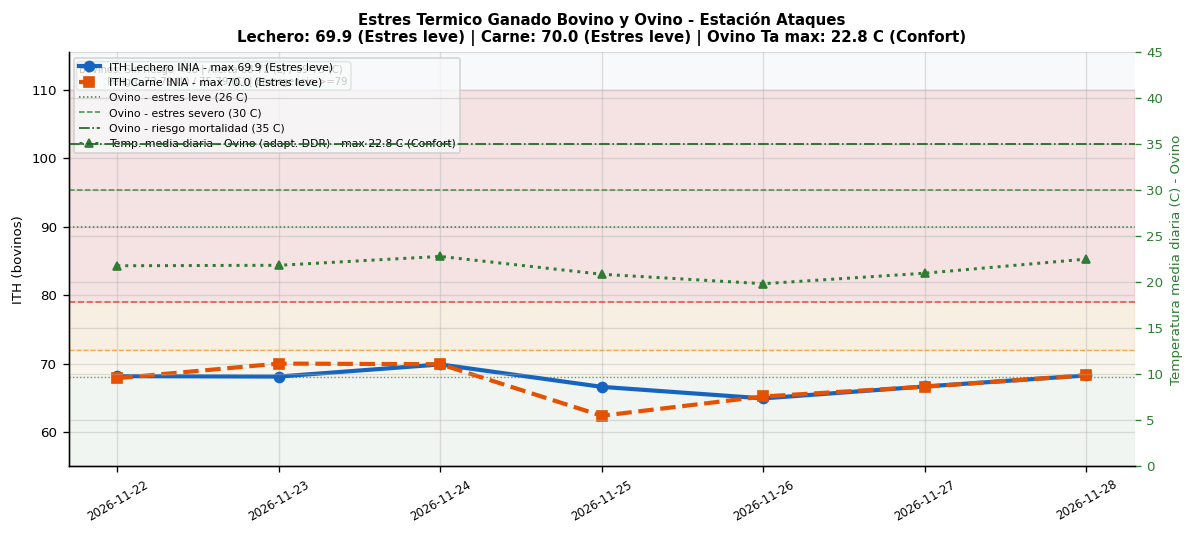 Estres Termico Ganado Bovino y Ovino - Estación Ataques
Lechero: 69.9 (Estres leve) | Carne: 70.0 (Estres leve) | Ovino Ta max: 22.8 C (Confort)
ITH Lechero INIA - max 69.9 (Estres leve)
ITH Carne INIA - max 70.0 (Estres leve)
Ovino - estres leve (26 C)
Ovino - estres severo (30 C)
Ovino - riesgo mortalidad (35 C)
Temp. media diaria - Ovino (adapt. DDR) - max 22.8 C (Confort)
ITH (bovinos)
110
100
90
80
70
60
Temperatura media diaria (C) - Ovino
45
40
35
30
25
20
15
10
5
0
2026-11-22
2026-11-23
2026-11-24
2026-11-25
2026-11-26
2026-11-27
2026-11-28